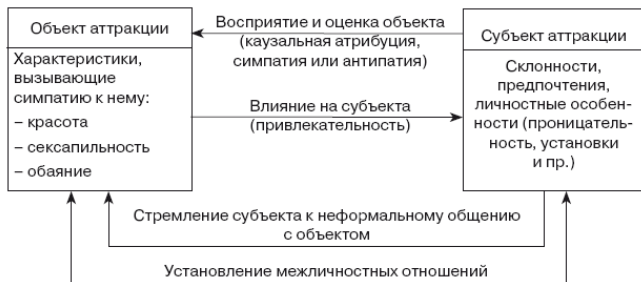 Объект аттракции
Характеристики,
вызывающие
симпатию к нему:
– красота
– сексапильность
– обаяние
Восприятие и оценка объекта
(каузальная атрибуция,
симпатия или антипатия)
Влияние на субъекта
(привлекательность)
Субъект аттракции
Склонности,
предпочтения,
личностные особен-
ности (проницатель-
ность, установки
и пр.)
Стремление субъекта к неформальному общению
с объектом
Установление межличностных отношений